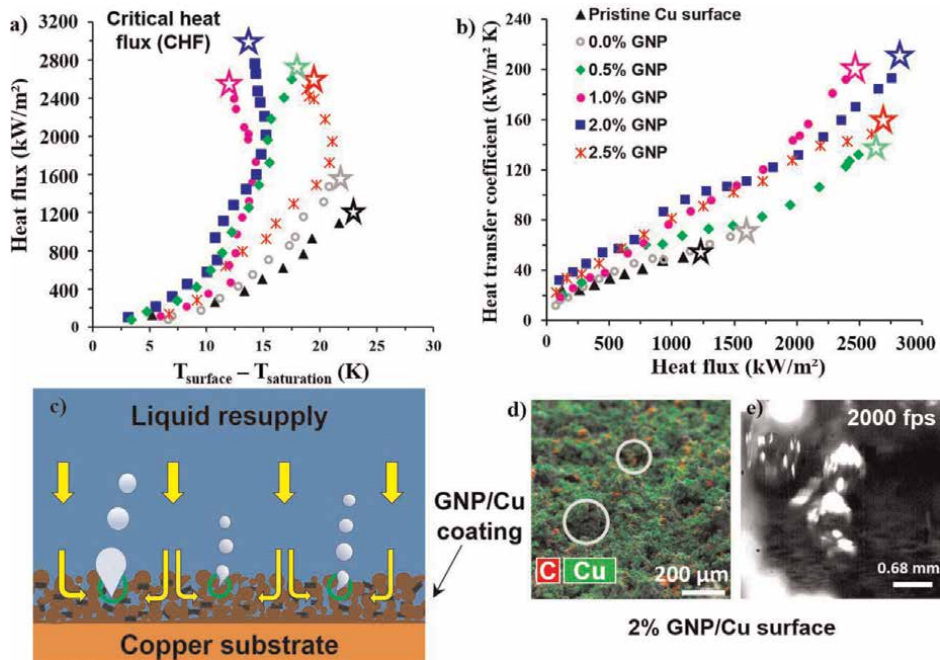 a)
Critical heat
flux (CHF)
3200
2800
2400
2000
1600
1200
800
400
0
0
5
10
15
20
25
30
Heat flux (kW/m²)
T_surface – T_saturation (K)
b)
240
200
160
120
80
40
0
0
500
1000
1500
2000
2500
3000
Heat transfer coefficient (kW/m² K)
Heat flux (kW/m²)
Pristine Cu surface
0.0% GNP
0.5% GNP
1.0% GNP
2.0% GNP
2.5% GNP
c)
Liquid resupply
GNP/Cu
coating
Copper substrate
d)
C Cu
200 µm
e)
2000 fps
0.68 mm
2% GNP/Cu surface